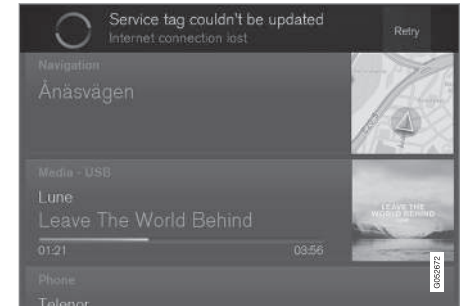 Service tag couldn't be updated
Internet connection lost
Retry
Navigation
Ånäsvägen
Media - USB
Lune
Leave The World Behind
01:21
03:56
LEAVE THE
WORLD BEHIND
Phone
Telenor
G052672